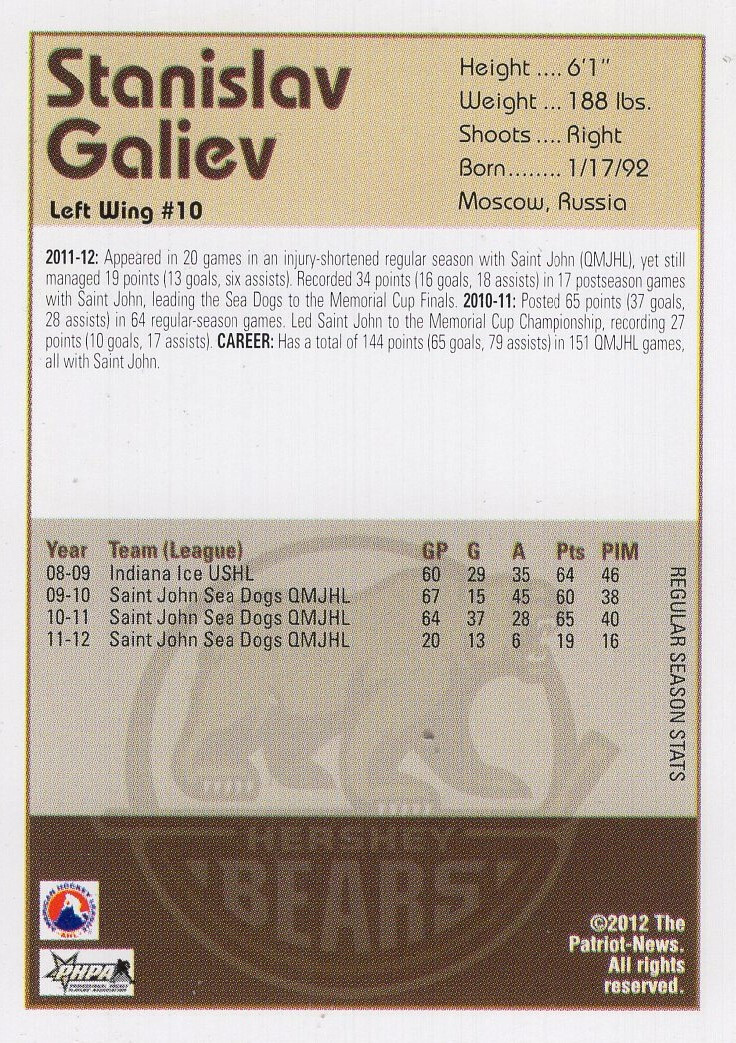 Stanislav
Galiev
Left Wing #10
Height .... 6'1"
Weight ... 188 lbs.
Shoots .... Right
Born........ 1/17/92
Moscow, Russia
2011-12: Appeared in 20 games in an injury-shortened regular season with Saint John (QMJHL), yet still
managed 19 points (13 goals, six assists). Recorded 34 points (16 goals, 18 assists) in 17 postseason games
with Saint John, leading the Sea Dogs to the Memorial Cup Finals. 2010-11: Posted 65 points (37 goals,
28 assists) in 64 regular-season games. Led Saint John to the Memorial Cup Championship, recording 27
points (10 goals, 17 assists). CAREER: Has a total of 144 points (65 goals, 79 assists) in 151 QMJHL games,
all with Saint John.
Year Team (League) GP G A Pts PIM
08-09 Indiana Ice USHL 60 29 35 64 46
09-10 Saint John Sea Dogs QMJHL 67 15 45 60 38
10-11 Saint John Sea Dogs QMJHL 64 37 28 65 40
11-12 Saint John Sea Dogs QMJHL 20 13 6 19 16
REGULAR SEASON STATS
HERSHEY
BEARS
AMERICAN HOCKEY LEAGUE
AHL
PHPA
PROFESSIONAL HOCKEY
PLAYERS' ASSOCIATION
©2012 The
Patriot-News.
All rights
reserved.